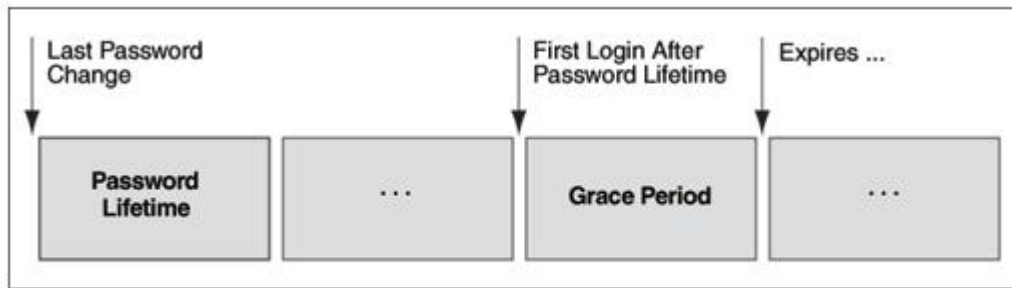 Last Password
Change
First Login After
Password Lifetime
Expires ...
Password
Lifetime
...
Grace Period
...